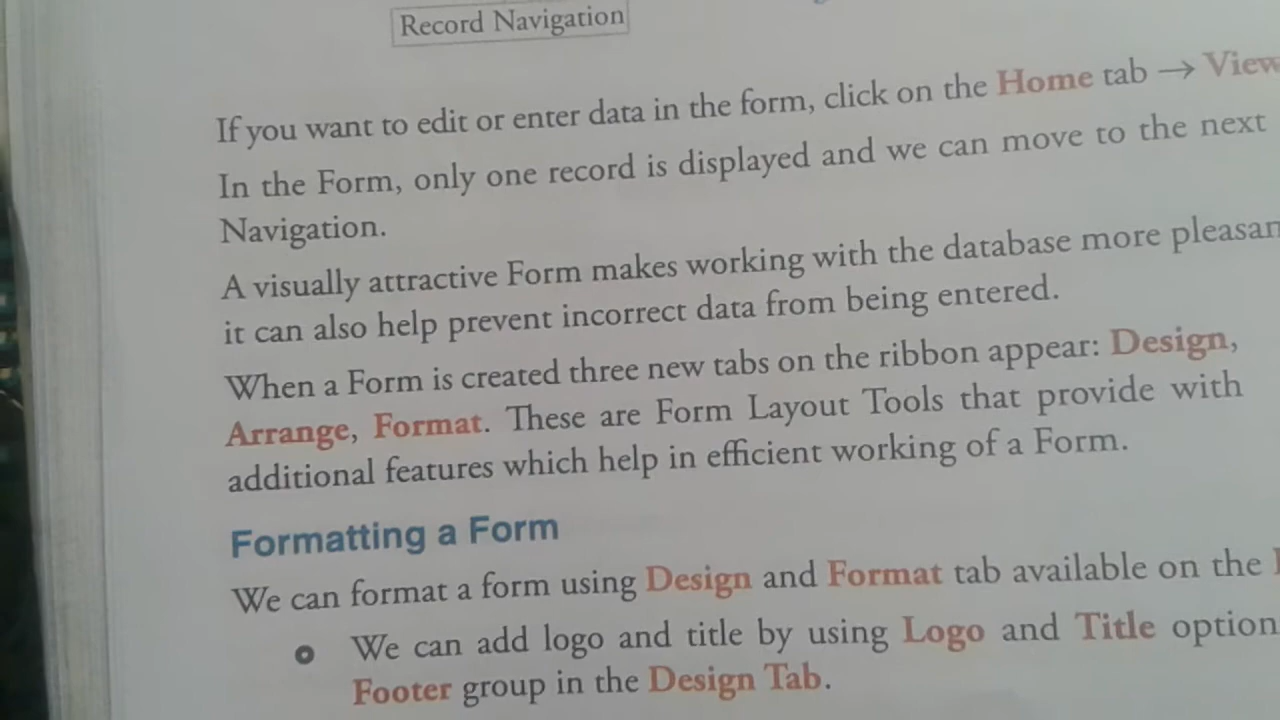 Record Navigation
If you want to edit or enter data in the form, click on the Home tab → View
In the Form, only one record is displayed and we can move to the next
Navigation.
A visually attractive Form makes working with the database more pleasan
it can also help prevent incorrect data from being entered.
When a Form is created three new tabs on the ribbon appear: Design,
Arrange, Format. These are Form Layout Tools that provide with
additional features which help in efficient working of a Form.
Formatting a Form
We can format a form using Design and Format tab available on the
We can add logo and title by using Logo and Title option
Footer group in the Design Tab.